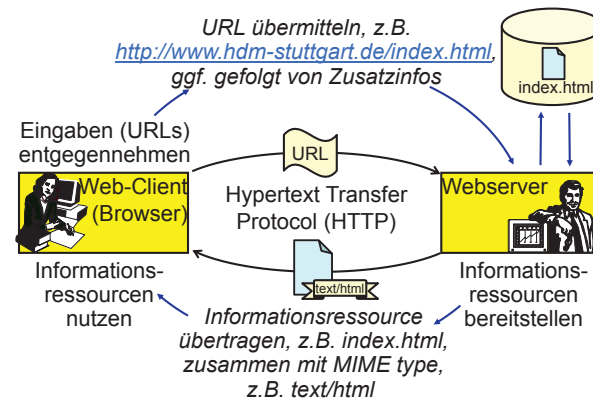 URL übermitteln, z.B.
http://www.hdm-stuttgart.de/index.html,
ggf. gefolgt von Zusatzinfos
index.html
Eingaben (URLs)
entgegennehmen
URL
Web-Client
(Browser)
Hypertext Transfer
Protocol (HTTP)
Webserver
text/html
Informations-
ressourcen
nutzen
Informations-
ressourcen
bereitstellen
Informationsressource
übertragen, z.B. index.html,
zusammen mit MIME type,
z.B. text/html